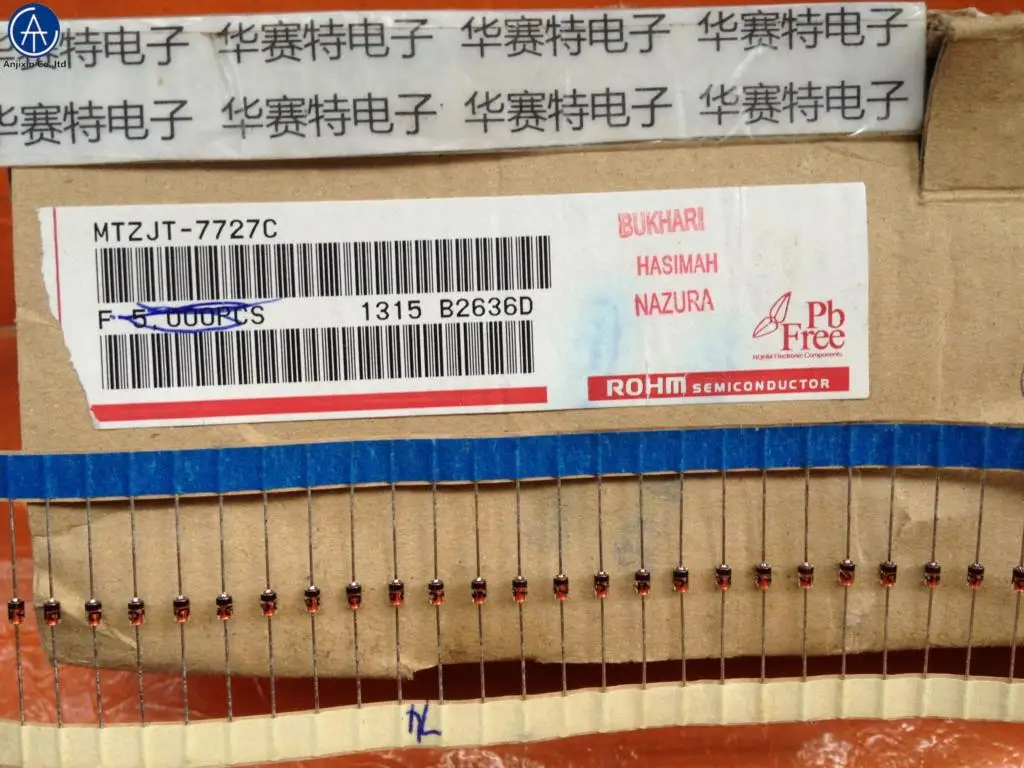 Anjixin Co.,ltd
华赛特电子 华赛特电子 华赛特电子 华赛特电子
华赛特电子 华赛特电子 华赛特电子 华赛特电子
MTZJT-7727C
F 5,000PCS 1315 B2636D
BUKHARI
HASIMAH
NAZURA
Pb
Free
ROHM Electronic Components
ROHM SEMICONDUCTOR